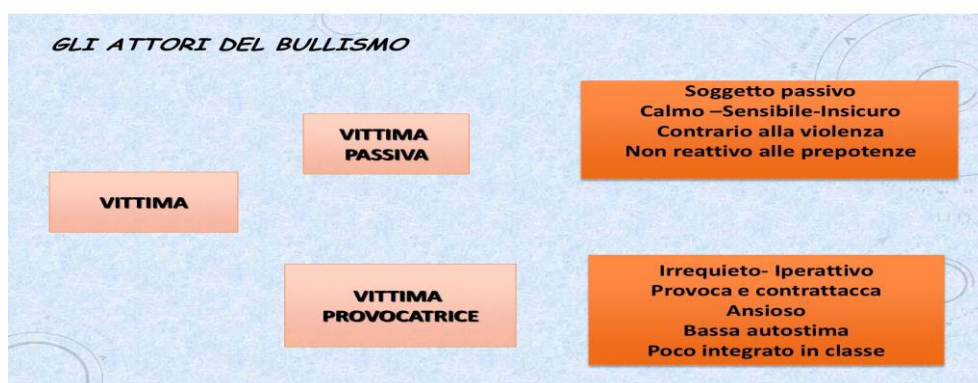 GLI ATTORI DEL BULLISMO
VITTIMA
VITTIMA
PASSIVA
Soggetto passivo
Calmo –Sensibile-Insicuro
Contrario alla violenza
Non reattivo alle prepotenze
VITTIMA
PROVOCATRICE
Irrequieto- Iperattivo
Provoca e contrattacca
Ansioso
Bassa autostima
Poco integrato in classe